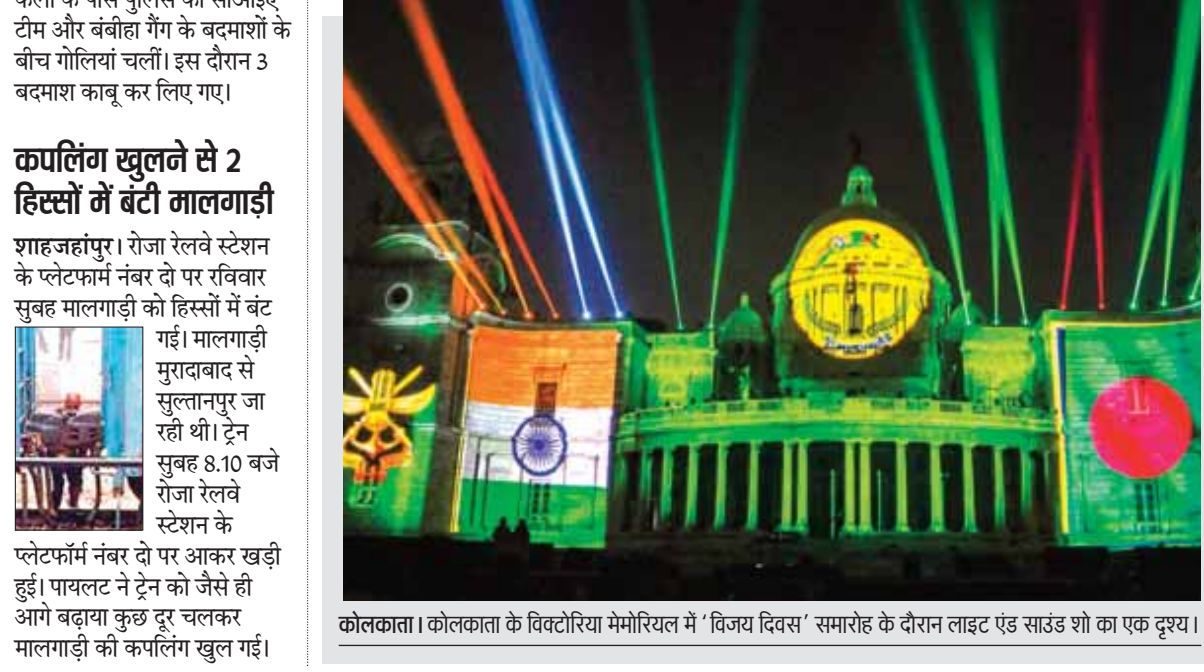 टीम और बंबीहा गैंग के बदमाशों के
बीच गोलियां चलीं। इस दौरान 3
बदमाश काबू कर लिए गए।
कपलिंग खुलने से 2
हिस्सों में बंटी मालगाड़ी
शाहजहांपुर। रोजा रेलवे स्टेशन
के प्लेटफार्म नंबर दो पर रविवार
सुबह मालगाड़ी को हिस्सों में बंट
गई। मालगाड़ी
मुरादाबाद से
सुल्तानपुर जा
रही थी। ट्रेन
सुबह 8.10 बजे
रोजा रेलवे
स्टेशन के
प्लेटफॉर्म नंबर दो पर आकर खड़ी
हुई। पायलट ने ट्रेन को जैसे ही
आगे बढ़ाया कुछ दूर चलकर
मालगाड़ी की कपलिंग खुल गई।
कोलकाता। कोलकाता के विक्टोरिया मेमोरियल में ‘विजय दिवस’ समारोह के दौरान लाइट एंड साउंड शो का एक दृश्य।